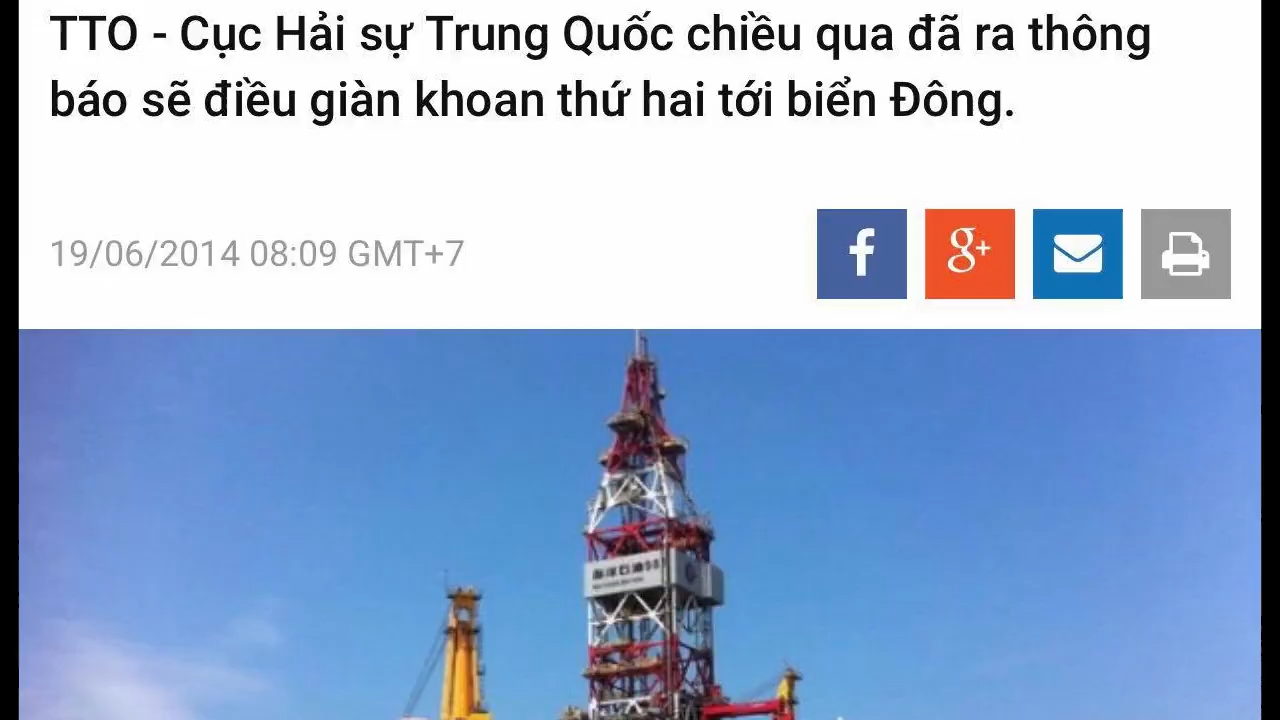 TTO - Cục Hải sự Trung Quốc chiều qua đã ra thông
báo sẽ điều giàn khoan thứ hai tới biển Đông.
19/06/2014 08:09 GMT+7
f
g+